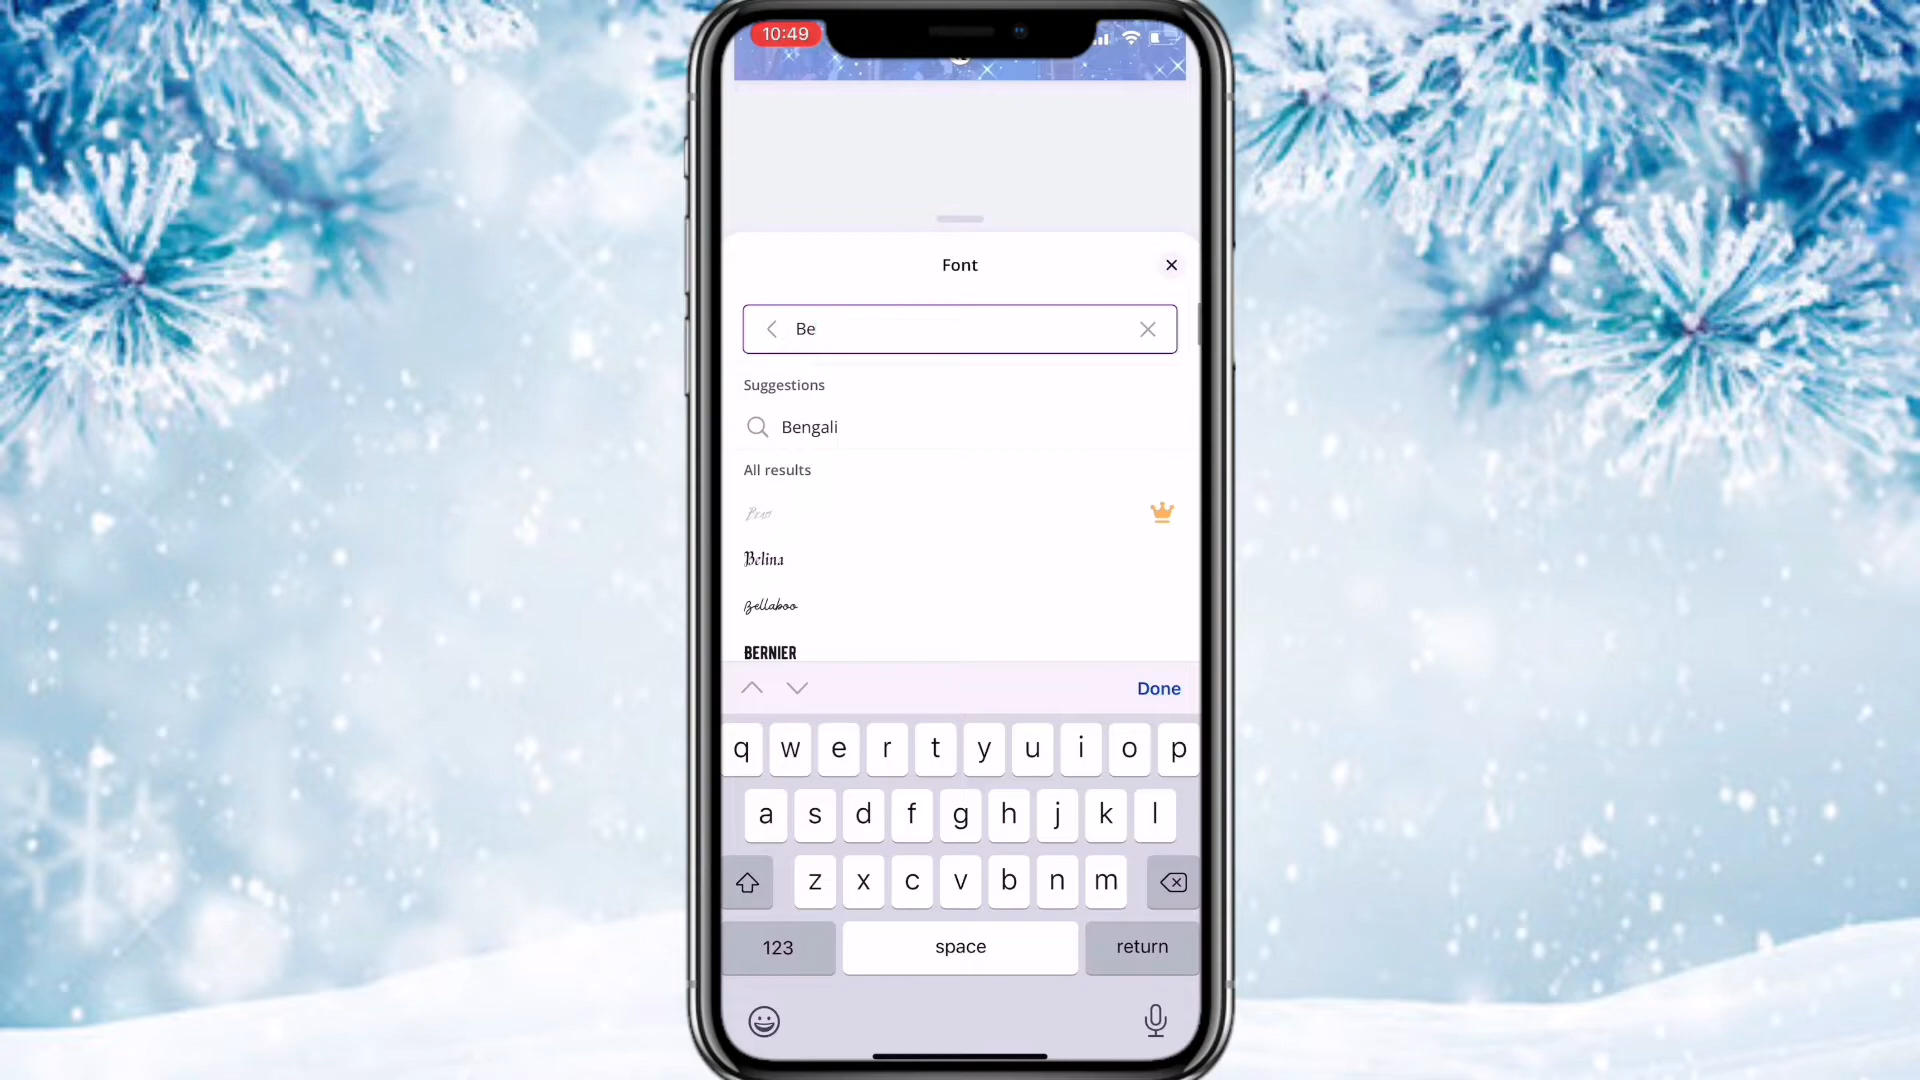 10:49
Font
Be
Suggestions
Bengali
All results
Belina
Bellaboo
BERNIER
Done
q w e r t y u i o p
a s d f g h j k l
z x c v b n m
123 space return